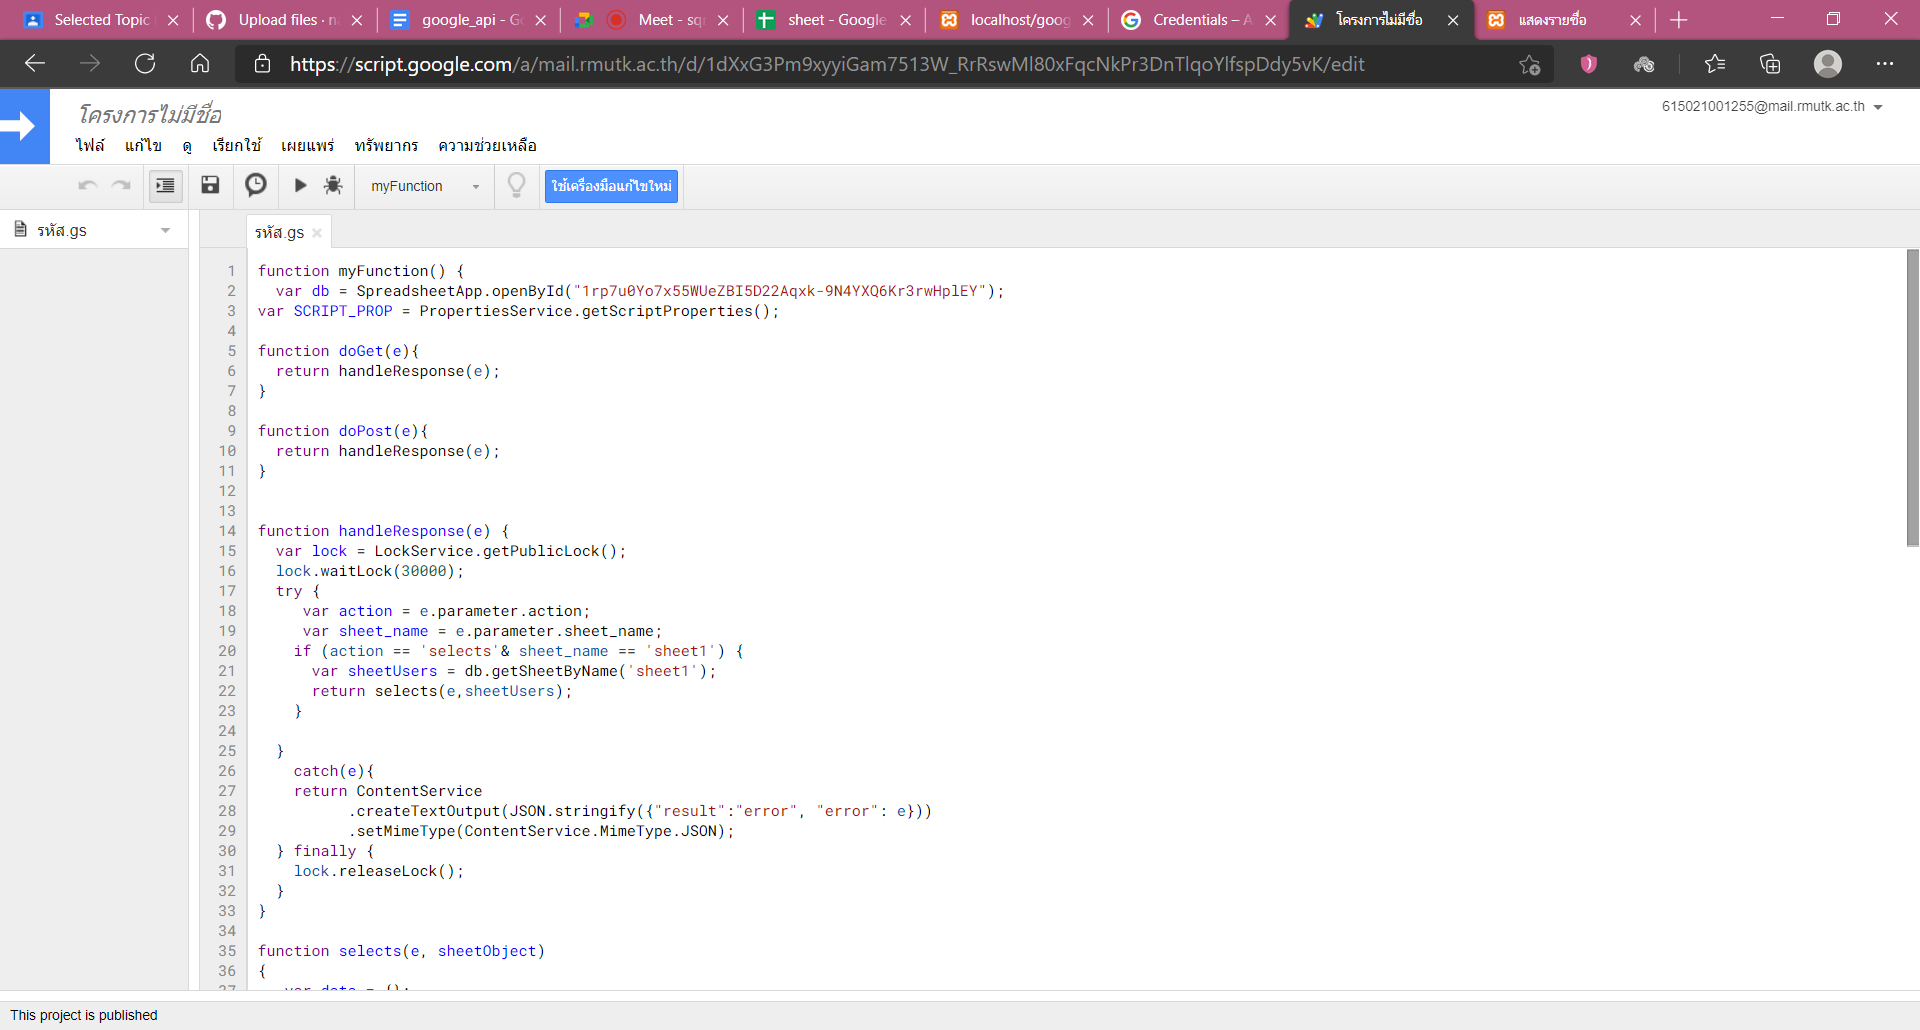 Selected Topic
Upload files · n
google_api - G
Meet - sq
sheet - Google
localhost/goog
Credentials – A
โครงการไม่มีชื่อ
แสดงรายชื่อ
https://script.google.com/a/mail.rmutk.ac.th/d/1dXxG3Pm9xyyiGam7513W_RrRswMl80xFqcNkPr3DnTlqoYlfspDdy5vK/edit
โครงการไม่มีชื่อ
615021001255@mail.rmutk.ac.th
ไฟล์ แก้ไข ดู เรียกใช้ เผยแพร่ ทรัพยากร ความช่วยเหลือ
myFunction
ใช้เครื่องมือแก้ไขใหม่
รหัส.gs
รหัส.gs
1 function myFunction() {
2 var db = SpreadsheetApp.openById("1rp7u0Yo7x55WUeZBI5D22Aqxk-9N4YXQ6Kr3rwHplEY");
3 var SCRIPT_PROP = PropertiesService.getScriptProperties();
4
5 function doGet(e){
6 return handleResponse(e);
7 }
8
9 function doPost(e){
10 return handleResponse(e);
11 }
12
13
14 function handleResponse(e) {
15 var lock = LockService.getPublicLock();
16 lock.waitLock(30000);
17 try {
18 var action = e.parameter.action;
19 var sheet_name = e.parameter.sheet_name;
20 if (action == 'selects'& sheet_name == 'sheet1') {
21 var sheetUsers = db.getSheetByName('sheet1');
22 return selects(e,sheetUsers);
23 }
24
25 }
26 catch(e){
27 return ContentService
28 .createTextOutput(JSON.stringify({"result":"error", "error": e}))
29 .setMimeType(ContentService.MimeType.JSON);
30 } finally {
31 lock.releaseLock();
32 }
33 }
34
35 function selects(e, sheetObject)
36 {
37 var data = {};
This project is published